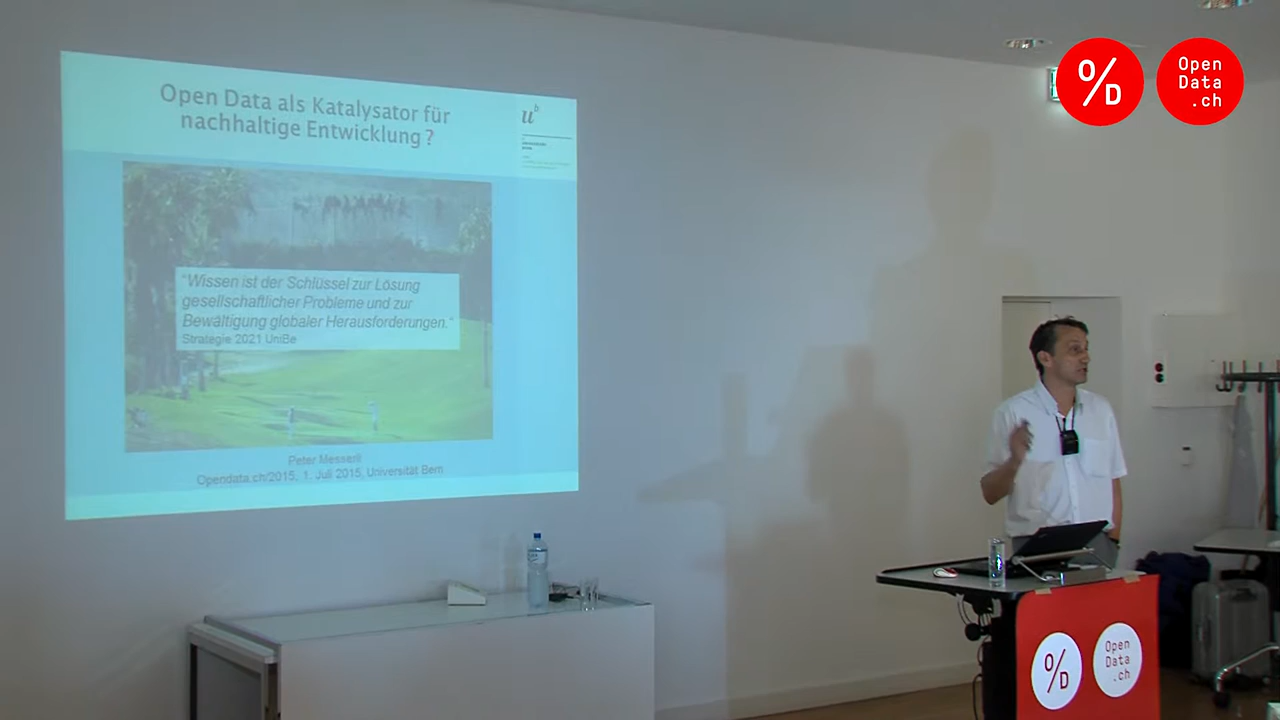 Open Data als Katalysator für
nachhaltige Entwicklung ?
u
b
"Wissen ist der Schlüssel zur Lösung
gesellschaftlicher Probleme und zur
Bewältigung globaler Herausforderungen."
Strategie 2021 UniBe
Peter Messerli
Opendata.ch/2015, 1. Juli 2015, Universität Bern
O/D
Open
Data
.ch
O/D
Open
Data
.ch